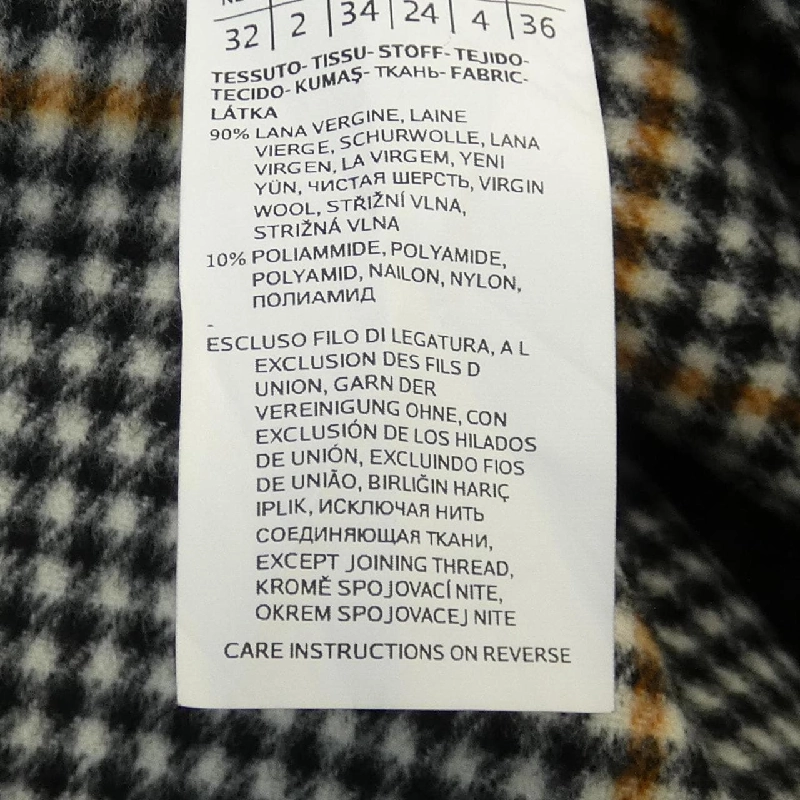 32 | 2 | 34 | 24 | 4 | 36
TESSUTO- TISSU- STOFF- TEJIDO-
TECIDO- KUMAŞ- ТКАНЬ- FABRIC-
LÁTKA
90% LANA VERGINE, LAINE
VIERGE, SCHURWOLLE, LANA
VIRGEN, LA VIRGEM, YENI
YÜN, ЧИСТАЯ ШЕРСТЬ, VIRGIN
WOOL, STŘIŽNÍ VLNA,
STRIŽNÁ VLNA
10% POLIAMMIDE, POLYAMIDE,
POLYAMID, NAILON, NYLON,
ПОЛИАМИД
-
ESCLUSO FILO DI LEGATURA, A L
EXCLUSION DES FILS D
UNION, GARN DER
VEREINIGUNG OHNE, CON
EXCLUSIÓN DE LOS HILADOS
DE UNIÓN, EXCLUINDO FIOS
DE UNIÃO, BIRLIĞIN HARIÇ
IPLIK, ИСКЛЮЧАЯ НИТЬ
СОЕДИНЯЮЩАЯ ТКАНИ,
EXCEPT JOINING THREAD,
KROMĚ SPOJOVACÍ NITE,
OKREM SPOJOVACEJ NITE
CARE INSTRUCTIONS ON REVERSE